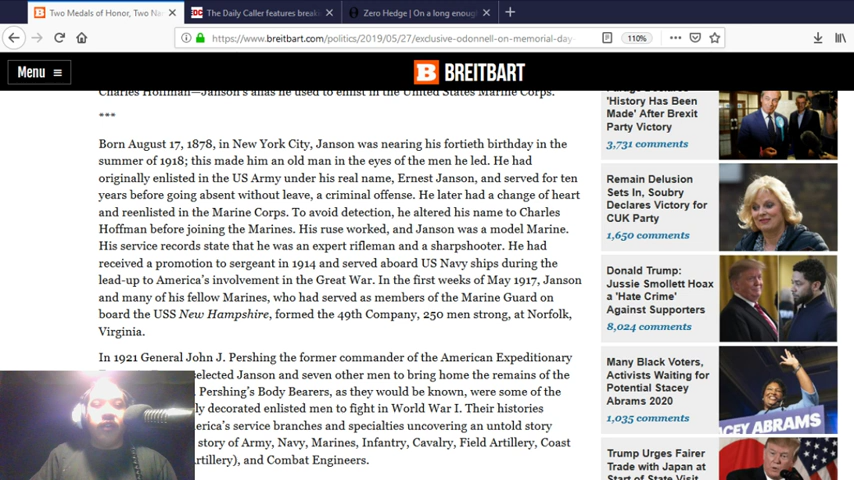 Two Medals of Honor, Two Na
The Daily Caller features break
Zero Hedge | On a long enoug
https://www.breitbart.com/politics/2019/05/27/exclusive-odonnell-on-memorial-day-
110%
Menu
B BREITBART
Charles Hoffman—Janson's alias he used to enlist in the United States Marine Corps.
***
Born August 17, 1878, in New York City, Janson was nearing his fortieth birthday in the
summer of 1918; this made him an old man in the eyes of the men he led. He had
originally enlisted in the US Army under his real name, Ernest Janson, and served for ten
years before going absent without leave, a criminal offense. He later had a change of heart
and reenlisted in the Marine Corps. To avoid detection, he altered his name to Charles
Hoffman before joining the Marines. His ruse worked, and Janson was a model Marine.
His service records state that he was an expert rifleman and a sharpshooter. He had
received a promotion to sergeant in 1914 and served aboard US Navy ships during the
lead-up to America's involvement in the Great War. In the first weeks of May 1917, Janson
and many of his fellow Marines, who had served as members of the Marine Guard on
board the USS New Hampshire, formed the 49th Company, 250 men strong, at Norfolk,
Virginia.
In 1921 General John J. Pershing the former commander of the American Expeditionary
selected Janson and seven other men to bring home the remains of the
Pershing's Body Bearers, as they would be known, were some of the
ly decorated enlisted men to fight in World War I. Their histories
erica's service branches and specialties uncovering an untold story
story of Army, Navy, Marines, Infantry, Cavalry, Field Artillery, Coast
rtillery), and Combat Engineers.
'History Has Been
Made' After Brexit
Party Victory
3,731 comments
Remain Delusion
Sets In, Soubry
Declares Victory for
CUK Party
1,650 comments
Donald Trump:
Jussie Smollett Hoax
a 'Hate Crime'
Against Supporters
8,024 comments
Many Black Voters,
Activists Waiting for
Potential Stacey
Abrams 2020
1,035 comments
ACEY ABRAMS
Trump Urges Fairer
Trade with Japan at
Start of State Visit